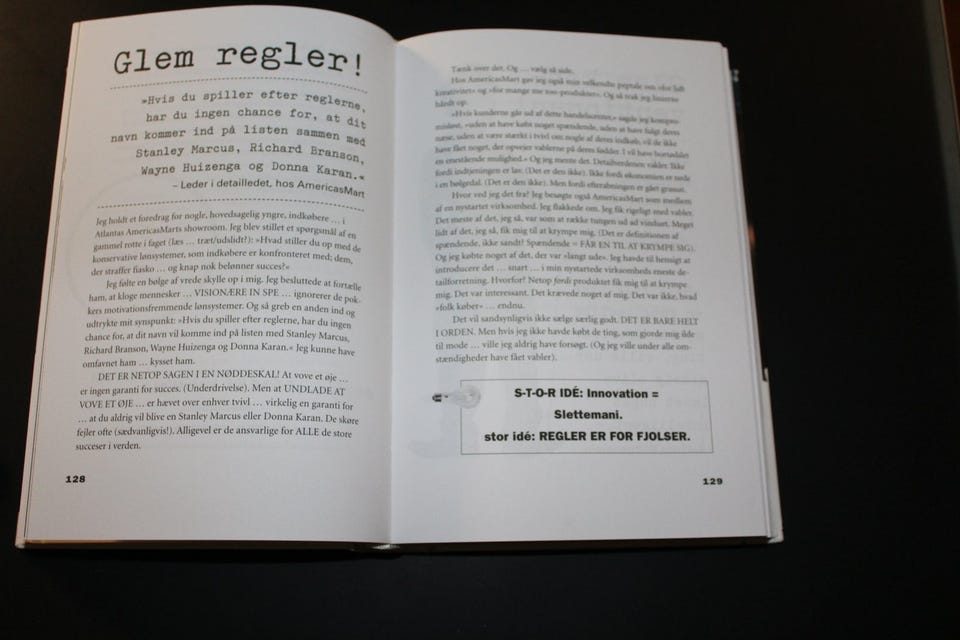 Glem regler!
»Hvis du spiller efter reglerne,
har du ingen chance for, at dit
navn kommer ind på listen sammen med
Stanley Marcus, Richard Branson,
Wayne Huizenga og Donna Karan.«
– Leder i detailledet, hos AmericasMart
Jeg holdt et foredrag for nogle, hovedsagelig yngre, indkøbere … i
Atlantas AmericasMarts showroom. Jeg blev stillet et spørgsmål af en
gammel rotte i faget (læs … træt/udslidt?): »Hvad stiller du op med de
konservative lønsystemer, som indkøbere er konfronteret med; dem,
der straffer fiasko … og knap nok belønner succes?«
Jeg følte en bølge af vrede skylle op i mig. Jeg besluttede at fortælle
ham, at kloge mennesker … VISIONÆRE IN SPE … ignorerer de pok-
kers motivationsfremmende lønsystemer. Og så greb en anden ind og
udtrykte mit synspunkt: »Hvis du spiller efter reglerne, har du ingen
chance for, at dit navn vil komme ind på listen med Stanley Marcus,
Richard Branson, Wayne Huizenga og Donna Karan.« Jeg kunne have
omfavnet ham … kysset ham.
DET ER NETOP SAGEN I EN NØDDESKAL! At vove et øje …
er ingen garanti for succes. (Underdrivelse). Men at UNDLADE AT
VOVE ET ØJE … er hævet over enhver tvivl … virkelig en garanti for
… at du aldrig vil blive en Stanley Marcus eller Donna Karan. De skøre
fejler ofte (sædvanligvis!). Alligevel er de ansvarlige for ALLE de store
succeser i verden.
128
Tænk over det. Og … vælg så side.
Hos AmericasMart gav jeg også min velkendte peptale om »for lidt
kreativitet« og »for mange me too-produkter«. Og så trak jeg linierne
hårdt op.
»Hvis kunderne går ud af dette handelscenter,« sagde jeg kompro-
misløst, »uden at have købt noget spændende, uden at have fulgt deres
næse, uden at være stærkt i tvivl om nogle af deres indkøb, vil de ikke
have fået noget, der opvejer vablerne på deres fødder. I vil have bortødslet
en enestående mulighed.« Og jeg mente det. Detailverdenen vakler. Ikke
fordi indtjeningen er lav. (Det er den ikke). Ikke fordi økonomien er nede
i en bølgedal. (Det er den ikke). Men fordi efterabningen er gået grassat.
Hvor ved jeg det fra? Jeg besøgte også AmericasMart som medlem
af en nystartet virksomhed. Jeg flakkede om. Jeg fik rigeligt med vabler.
Det meste af det, jeg så, var som at række tungen ud ad vinduet. Meget
lidt af det, jeg så, fik mig til at krympe mig. (Det er definitionen af
spændende, ikke sandt! Spændende = FÅR EN TIL AT KRYMPE SIG).
Og jeg købte noget af det, der var »langt ude«. Jeg havde til hensigt at
introducere det … snart … i min nystartede virksomheds eneste de-
tailforretning. Hvorfor? Netop fordi produktet fik mig til at krympe
mig. Det var interessant. Det krævede noget af mig. Det var ikke, hvad
»folk køber« … endnu.
Det vil sandsynligvis ikke sælge særlig godt. DET ER BARE HELT
I ORDEN. Men hvis jeg ikke havde købt de ting, som gjorde mig ilde
til mode … ville jeg aldrig have forsøgt. (Og jeg ville under alle om-
stændigheder have fået vabler).
S-T-O-R IDÉ: Innovation =
Slettemani.
stor idé: REGLER ER FOR FJOLSER.
129